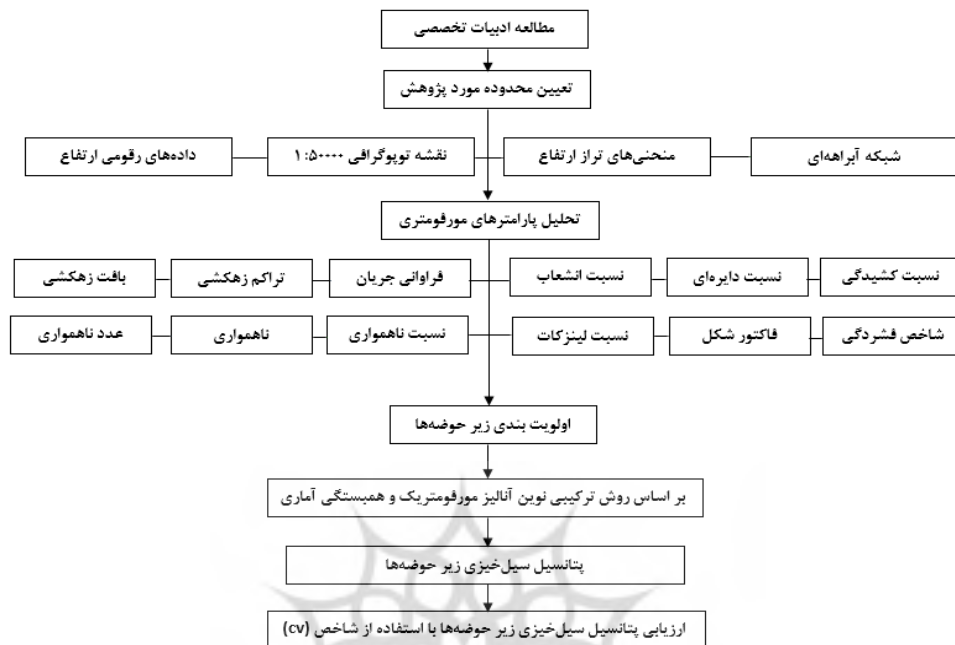 مطالعه ادبیات تخصصی
تعیین محدوده مورد پژوهش
شبکه آبراهه‌ای
منحنی‌های تراز ارتفاع
نقشه توپوگرافی ۱:۵۰۰۰۰
داده‌های رقومی ارتفاع
تحلیل پارامترهای مورفومتری
نسبت کشیدگی
نسبت دایره‌ای
نسبت انشعاب
فراوانی جریان
تراکم زهکشی
بافت زهکشی
شاخص فشردگی
فاکتور شکل
نسبت لینزکات
نسبت ناهمواری
ناهمواری
عدد ناهمواری
اولویت بندی زیر حوضه‌ها
بر اساس روش ترکیبی نوین آنالیز مورفومتریک و همبستگی آماری
پتانسیل سیل‌خیزی زیر حوضه‌ها
ارزیابی پتانسیل سیل‌خیزی زیر حوضه‌ها با استفاده از شاخص (cv)